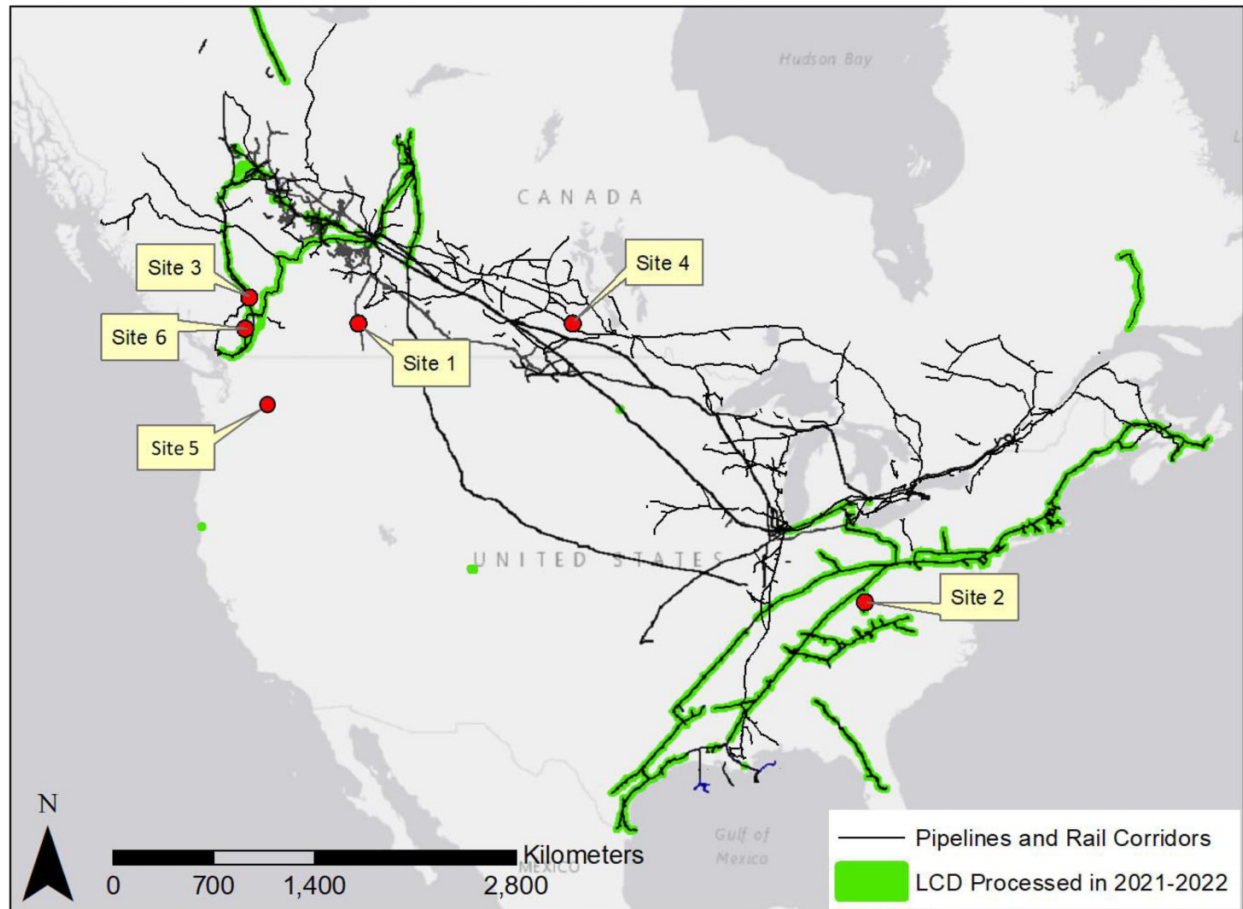 Hudson Bay
CANADA
Site 3
Site 4
Site 6
Site 1
Site 5
UNITED STATES
Site 2
N
Kilometers
0 700 1,400 2,800
MEXICO
Gulf of
Mexico
Pipelines and Rail Corridors
LCD Processed in 2021-2022